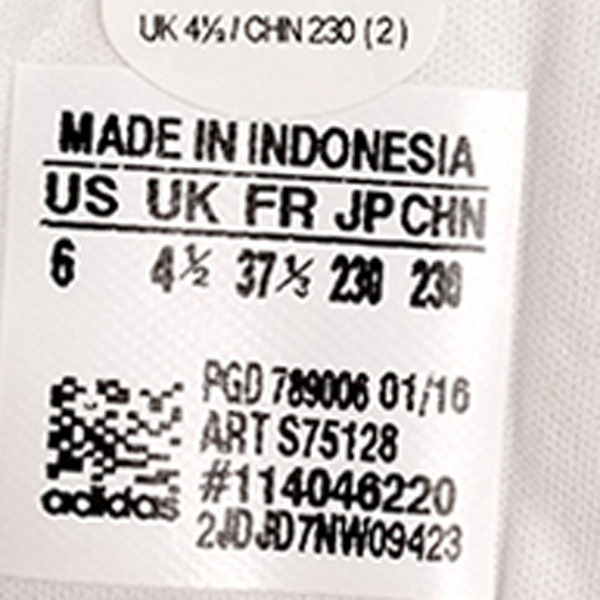 UK 4½ / CHN 230 ( 2 )
MADE IN INDONESIA
US UK FR JP CHN
6 4½ 37⅓ 230 230
PGD 789006 01/16
ART S75128
#114046220
adidas